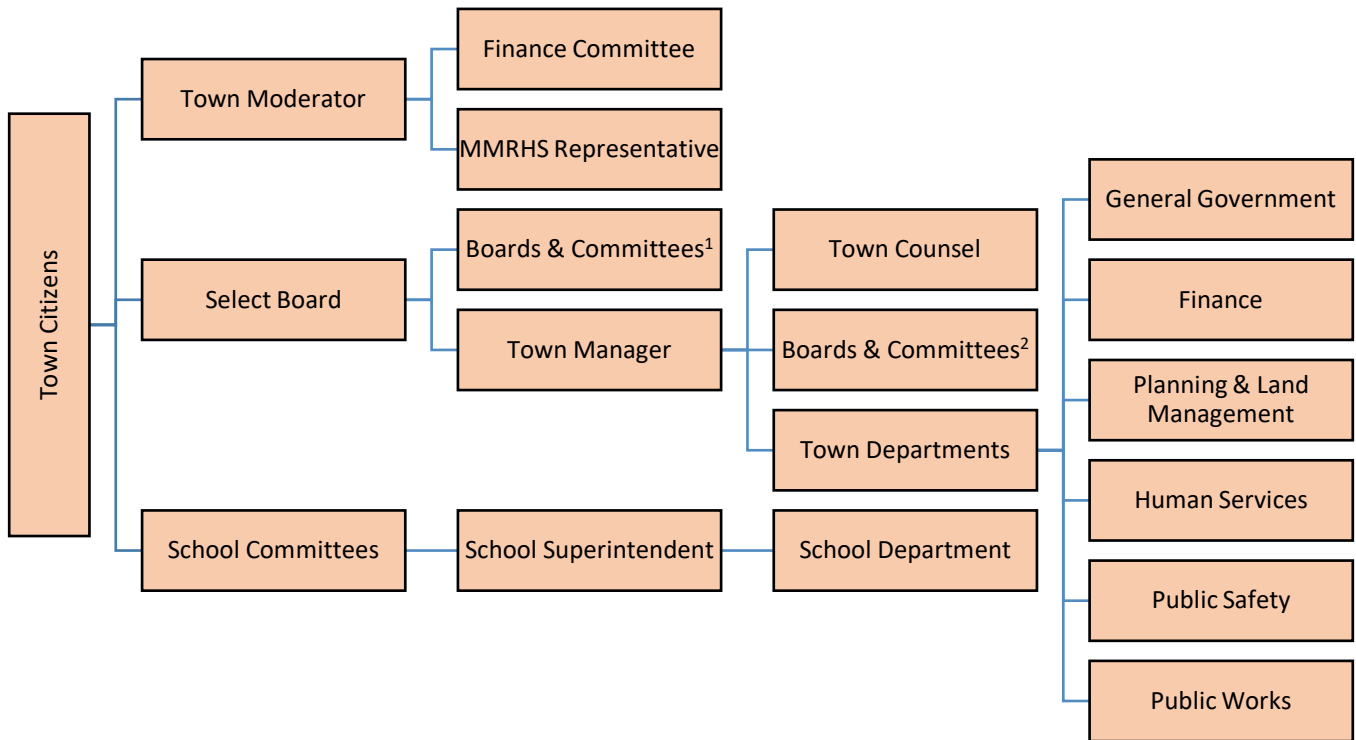 Town Citizens
Town Moderator
Finance Committee
MMRHS Representative
Select Board
Boards & Committees¹
Town Manager
Town Counsel
Boards & Committees²
Town Departments
General Government
Finance
Planning & Land
Management
Human Services
Public Safety
Public Works
School Committees
School Superintendent
School Department